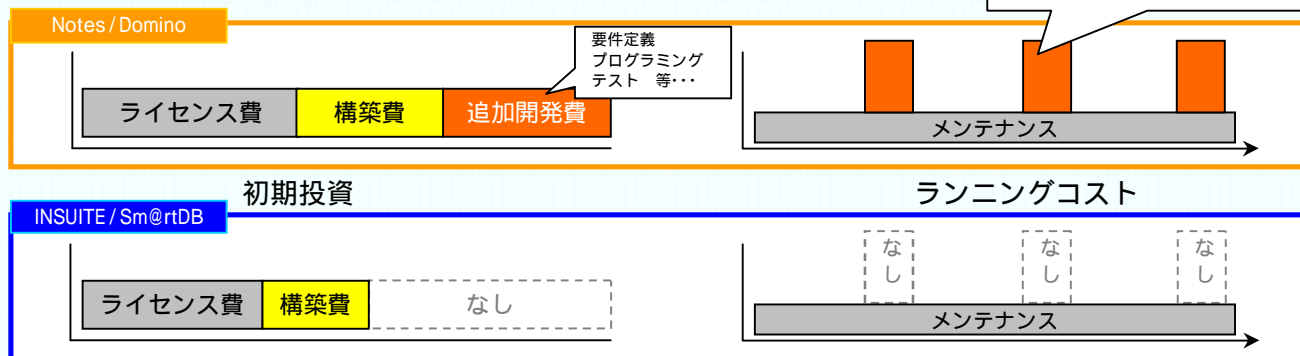 Notes/Domino
要件定義
プログラミング
テスト 等･･･
ライセンス費 構築費 追加開発費
メンテナンス
初期投資 ランニングコスト
INSUITE/Sm@rtDB
なし なし なし
ライセンス費 構築費 なし
メンテナンス